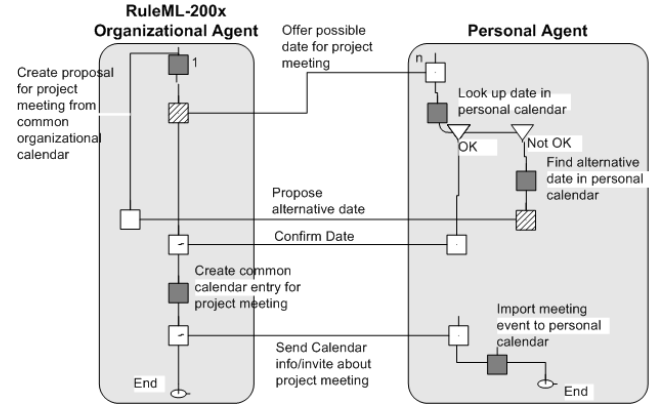 RuleML-200x
Organizational Agent
Offer possible
date for project
meeting
Personal Agent
Create proposal
for project
meeting from
common
organizational
calendar
1
n
Look up date in
personal calendar
OK
Not OK
Find alternative
date in personal
calendar
Propose
alternative date
Confirm Date
Create common
calendar entry for
project meeting
Import meeting
event to personal
calendar
Send Calendar
info/invite about
project meeting
End
End